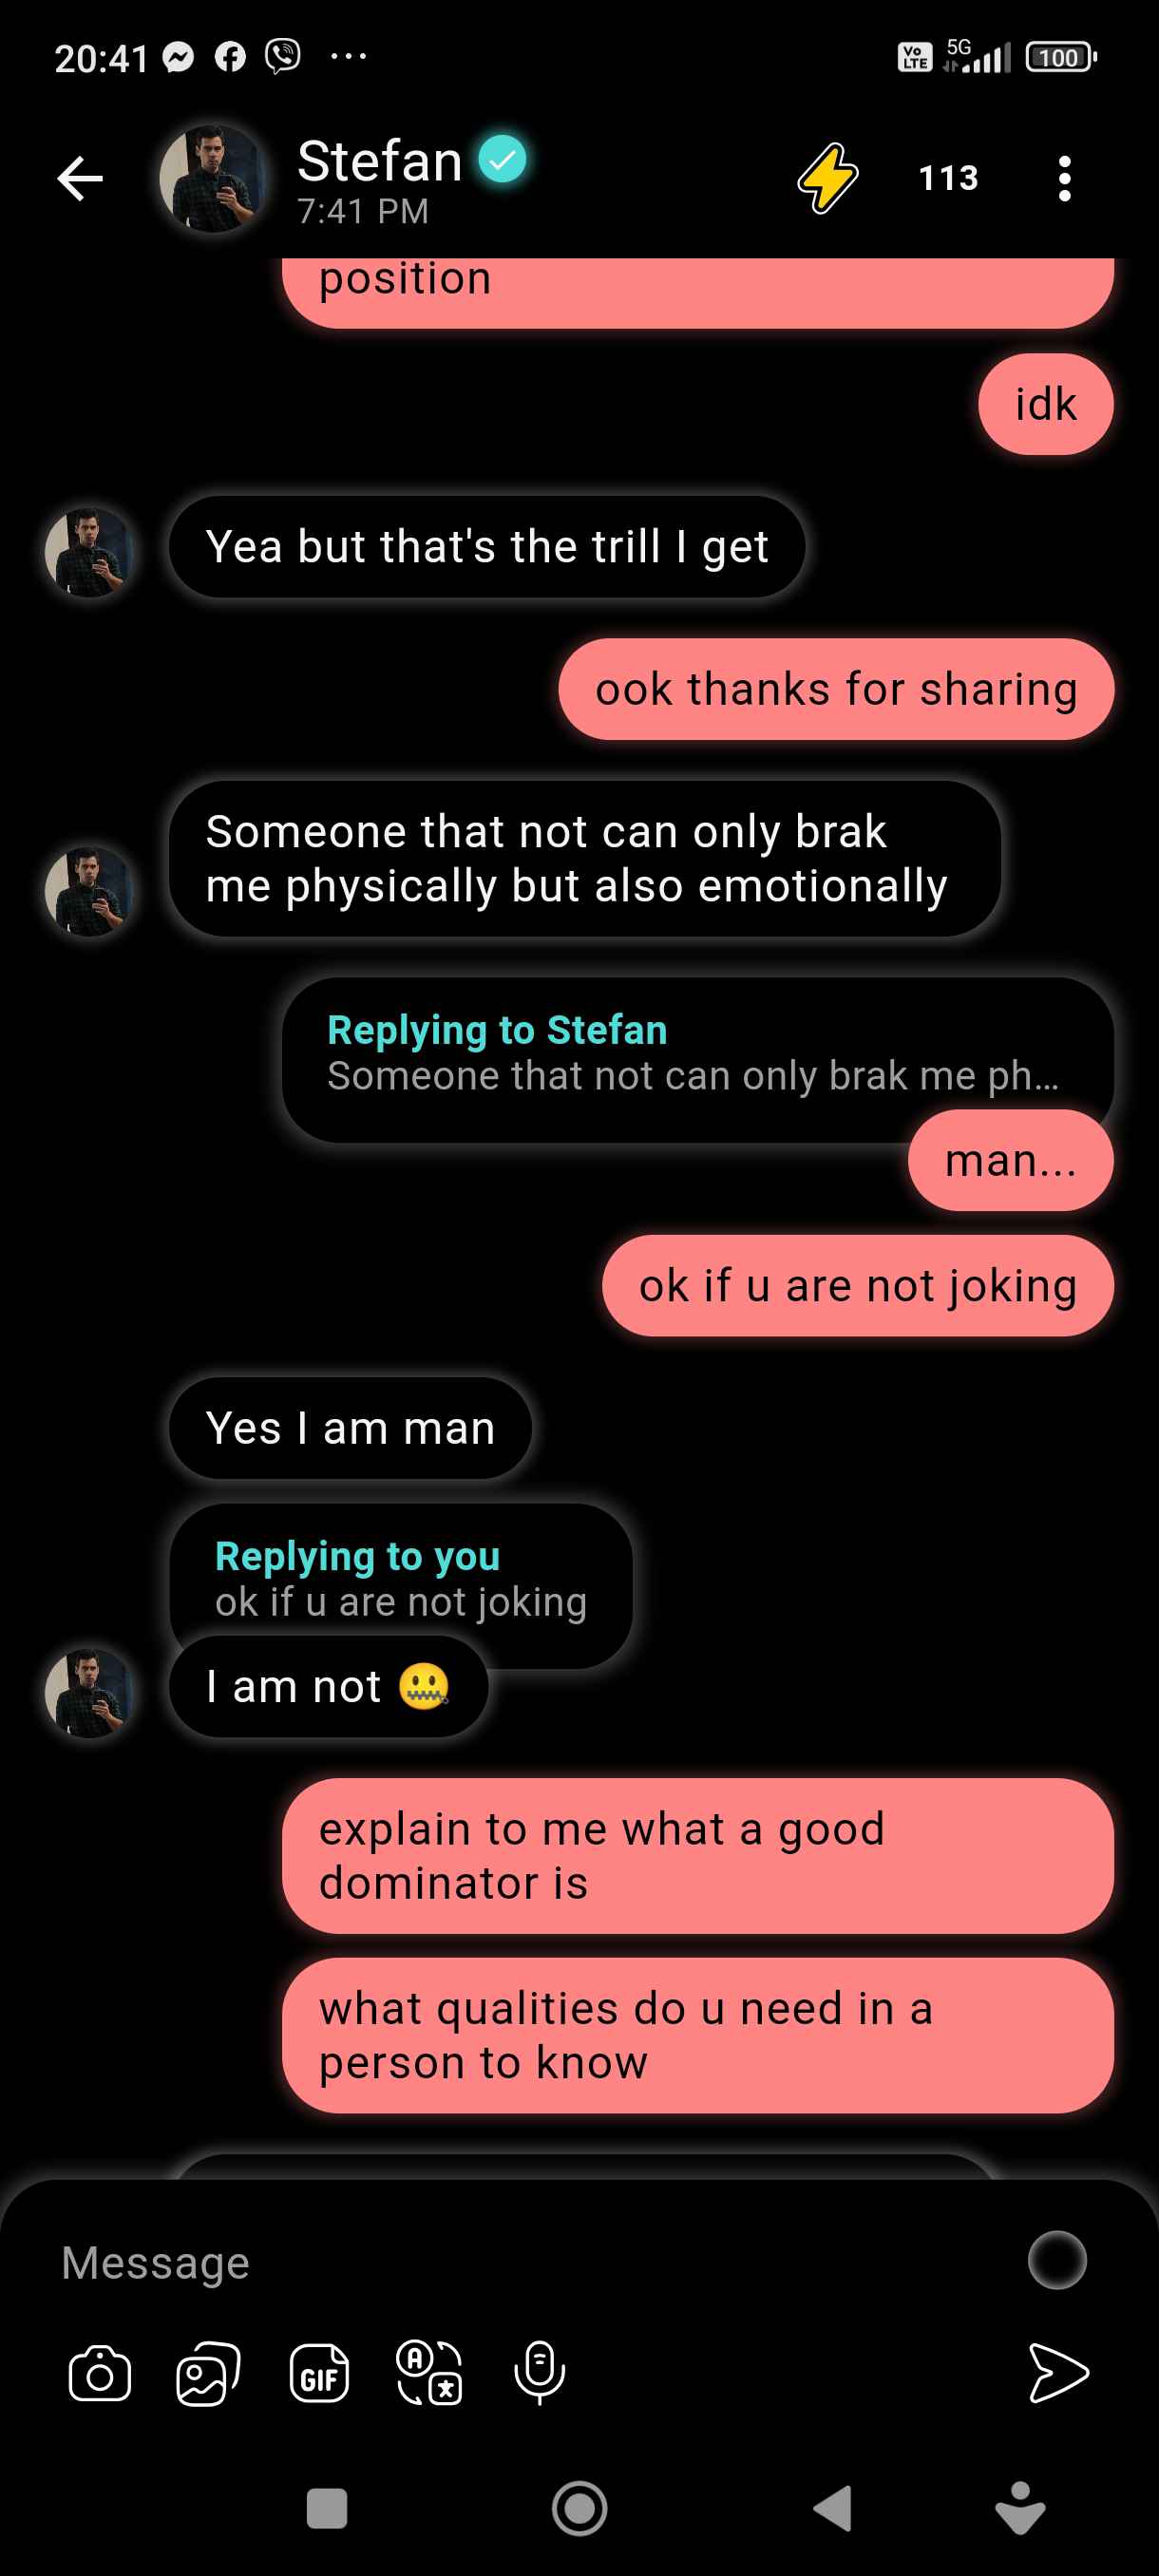 20:41
Vo LTE
5G
100
Stefan
7:41 PM
113
position
idk
Yea but that's the trill I get
ook thanks for sharing
Someone that not can only brak
me physically but also emotionally
Replying to Stefan
Someone that not can only brak me ph...
man...
ok if u are not joking
Yes I am man
Replying to you
ok if u are not joking
I am not 🤐
explain to me what a good
dominator is
what qualities do u need in a
person to know
Message
GIF
A